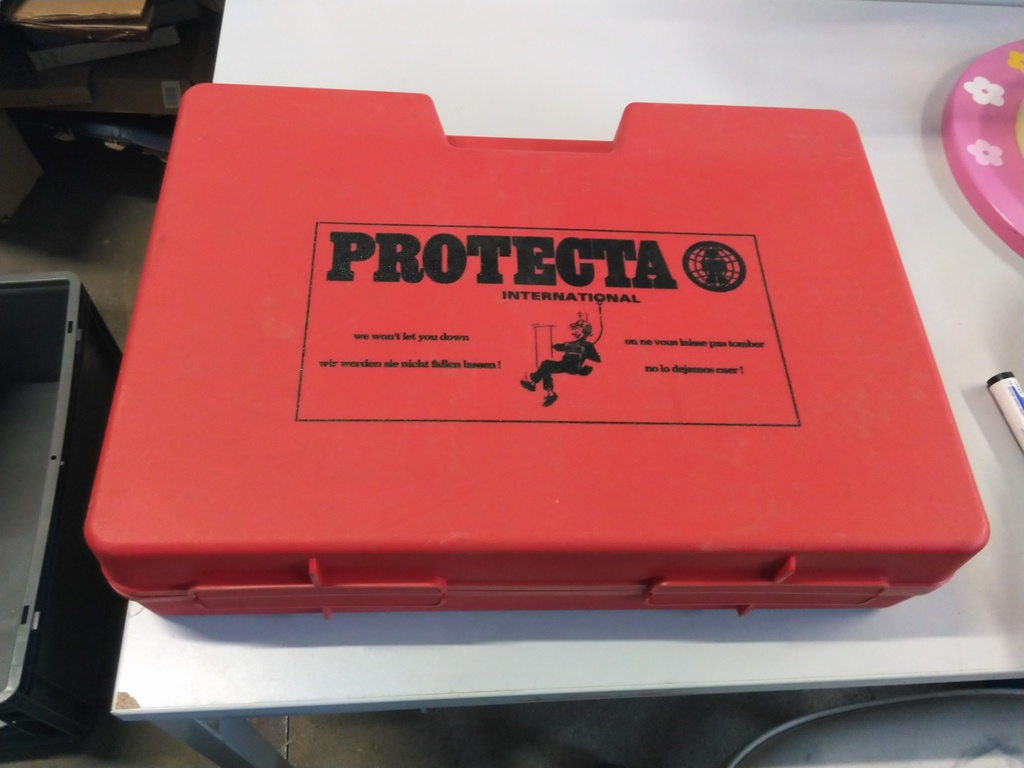 PROTECTA
INTERNATIONAL
we won't let you down
wir werden sie nicht fallen lassen !
on ne vous laisse pas tomber
no lo dejamos caer !